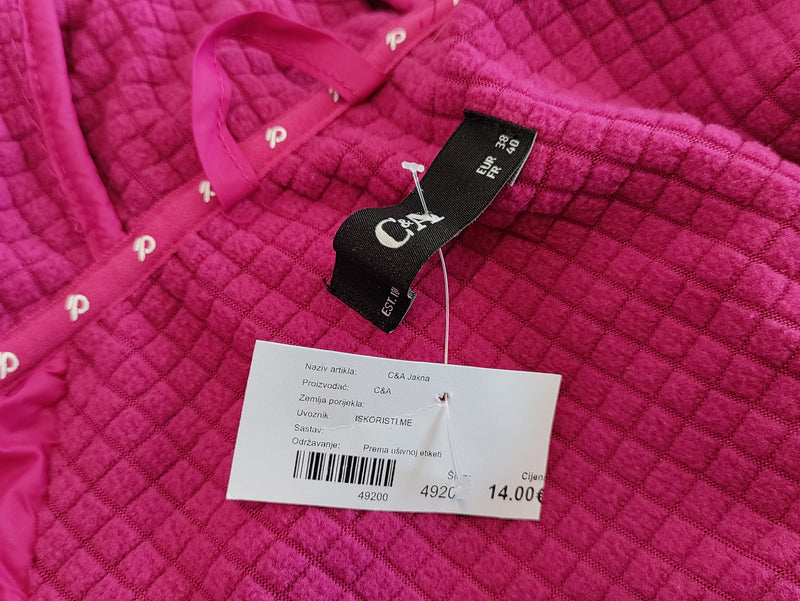 EUR 38
FR 40
C&A
EST.
Naziv artikla: C&A Jakna
Proizvođač: C&A
Zemlja porijekla:
Uvoznik: ISKORISTI.ME
Sastav:
Održavanje: Prema ušivnoj etiketi
Cijena
49200 4920 14.00€